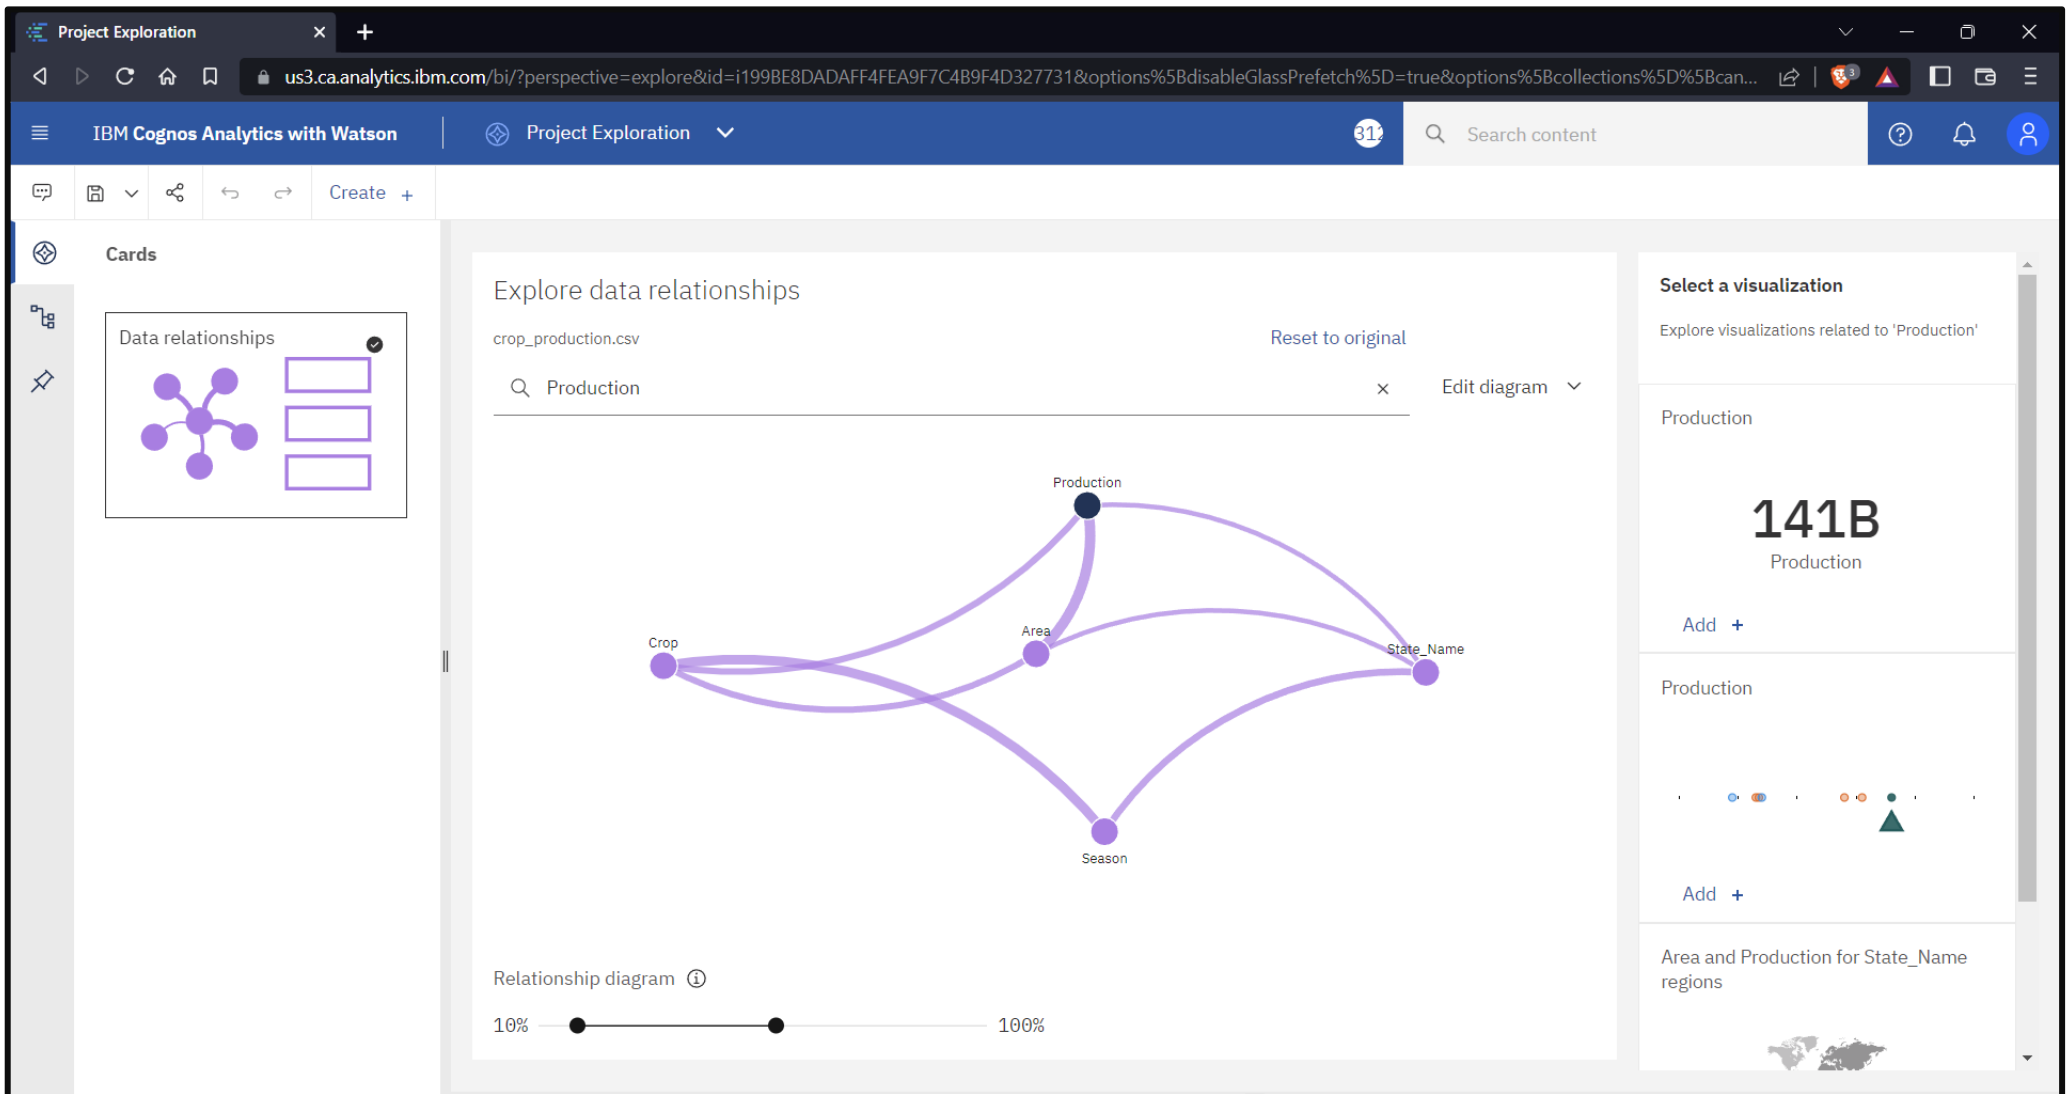 Project Exploration
us3.ca.analytics.ibm.com/bi/?perspective=explore&id=i199BE8DADAFF4FEA9F7C4B9F4D327731&options%5BdisableGlassPrefetch%5D=true&options%5Bcollections%5D%5Bcan...
3
IBM Cognos Analytics with Watson
Project Exploration
312
Search content
Create +
Cards
Data relationships
Explore data relationships
crop_production.csv
Reset to original
Production
Edit diagram
Production
Crop
Area
State_Name
Season
Relationship diagram
10%
100%
Select a visualization
Explore visualizations related to 'Production'
Production
141B
Production
Add +
Production
Add +
Area and Production for State_Name
regions